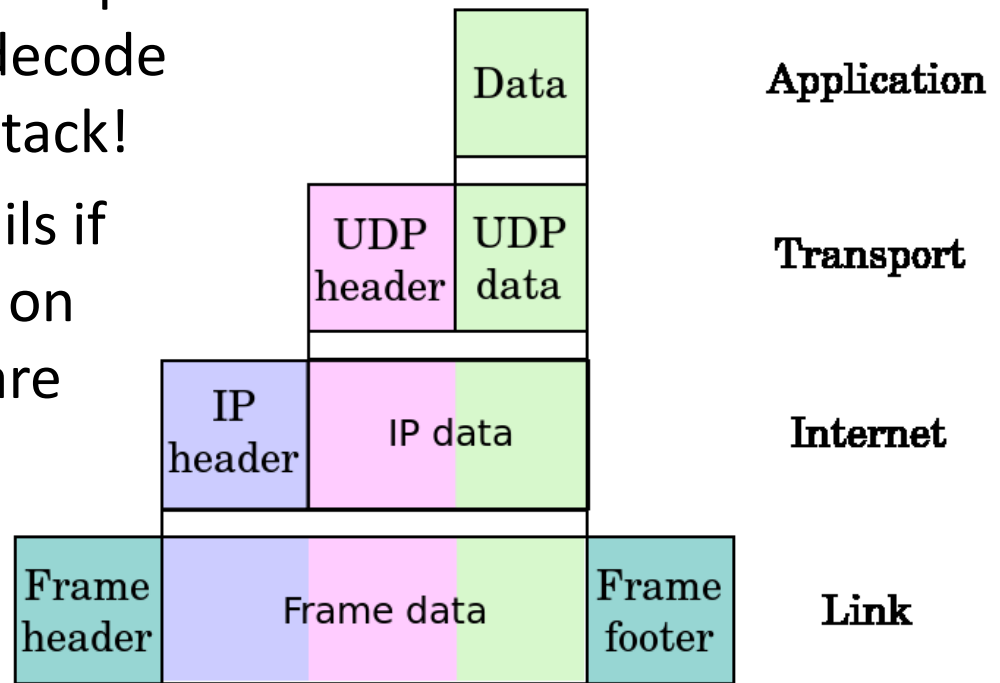 decode
tack!
ils if
on
are
Data
Application
UDP
header
UDP
data
Transport
IP
header
IP data
Internet
Frame
header
Frame data
Frame
footer
Link